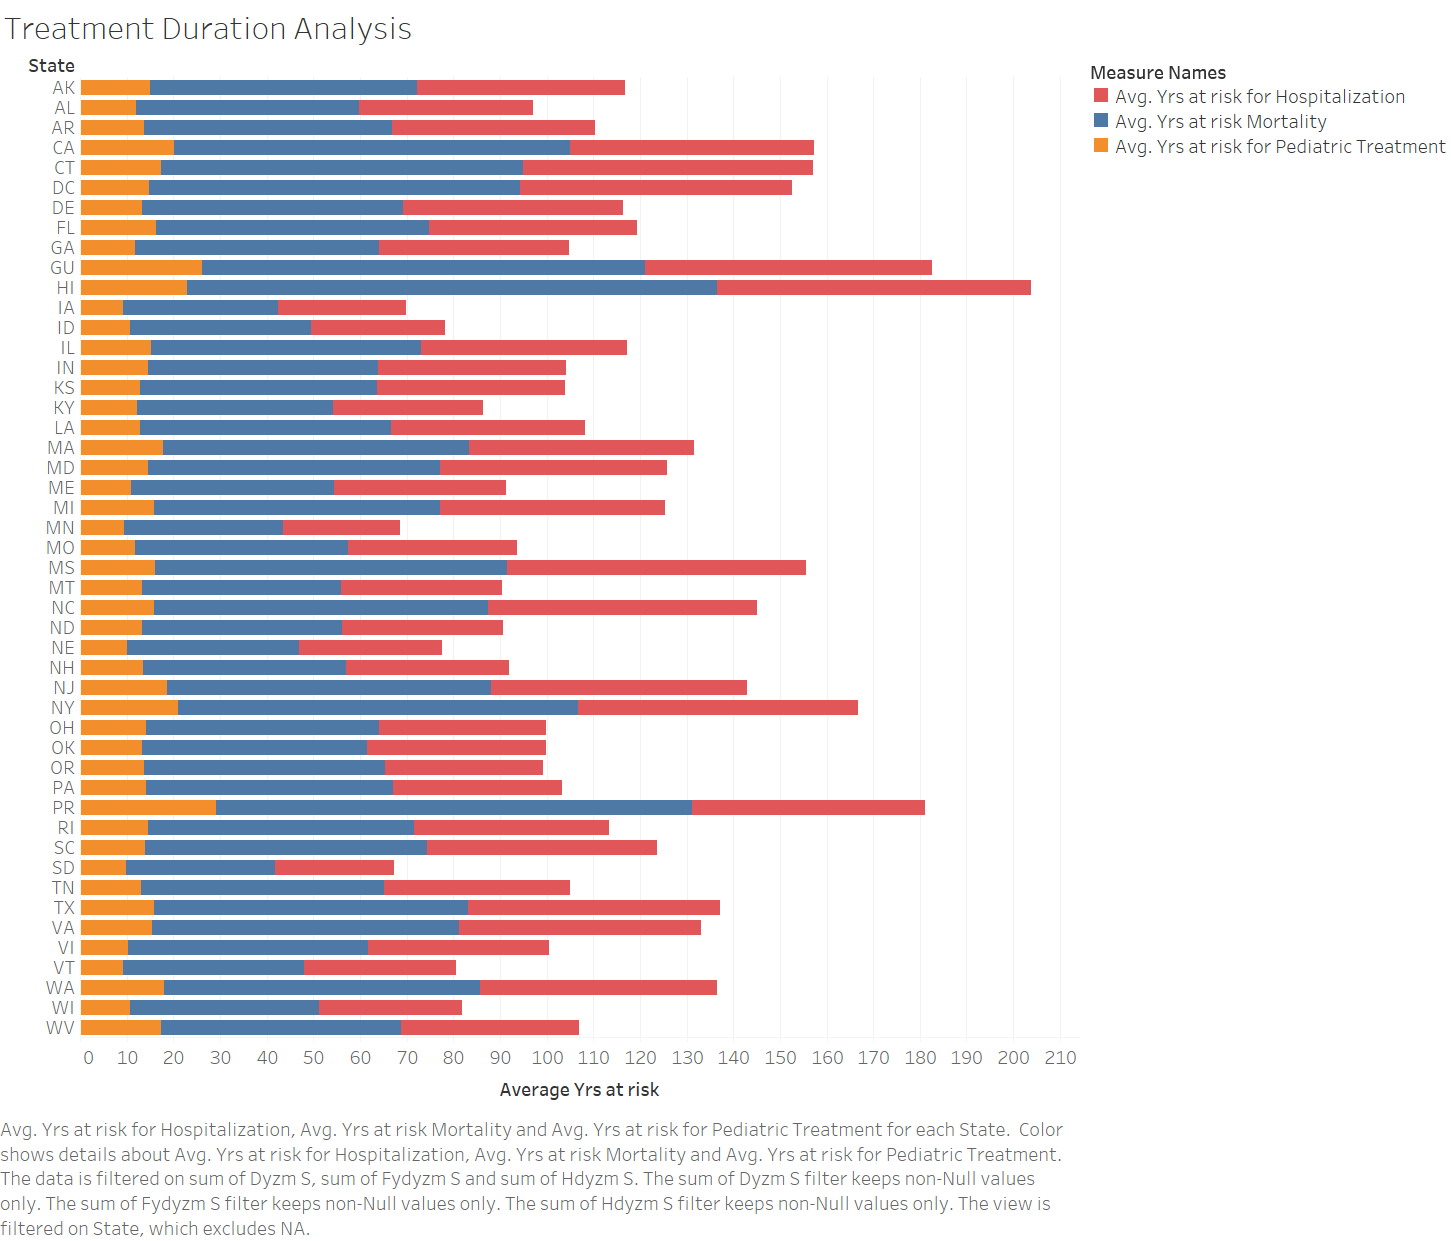 Treatment Duration Analysis
State
Measure Names
Avg. Yrs at risk for Hospitalization
Avg. Yrs at risk Mortality
Avg. Yrs at risk for Pediatric Treatment
AK
AL
AR
CA
CT
DC
DE
FL
GA
GU
HI
IA
ID
IL
IN
KS
KY
LA
MA
MD
ME
MI
MN
MO
MS
MT
NC
ND
NE
NH
NJ
NY
OH
OK
OR
PA
PR
RI
SC
SD
TN
TX
VA
VI
VT
WA
WI
WV
0 10 20 30 40 50 60 70 80 90 100 110 120 130 140 150 160 170 180 190 200 210
Average Yrs at risk
Avg. Yrs at risk for Hospitalization, Avg. Yrs at risk Mortality and Avg. Yrs at risk for Pediatric Treatment for each State.  Color
shows details about Avg. Yrs at risk for Hospitalization, Avg. Yrs at risk Mortality and Avg. Yrs at risk for Pediatric Treatment.
The data is filtered on sum of Dyzm S, sum of Fydyzm S and sum of Hdyzm S. The sum of Dyzm S filter keeps non-Null values
only. The sum of Fydyzm S filter keeps non-Null values only. The sum of Hdyzm S filter keeps non-Null values only. The view is
filtered on State, which excludes NA.